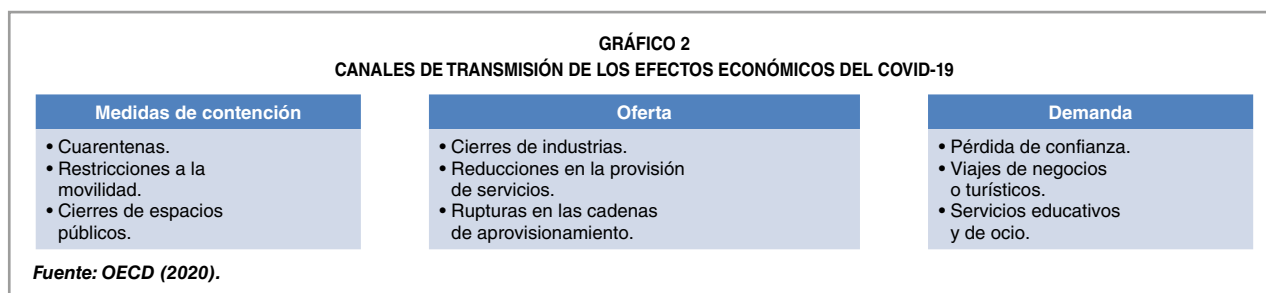 GRÁFICO 2
CANALES DE TRANSMISIÓN DE LOS EFECTOS ECONÓMICOS DEL COVID-19
Medidas de contención
• Cuarentenas.
• Restricciones a la
movilidad.
• Cierres de espacios
públicos.
Oferta
• Cierres de industrias.
• Reducciones en la provisión
de servicios.
• Rupturas en las cadenas
de aprovisionamiento.
Demanda
• Pérdida de confianza.
• Viajes de negocios
o turísticos.
• Servicios educativos
y de ocio.
Fuente: OECD (2020).